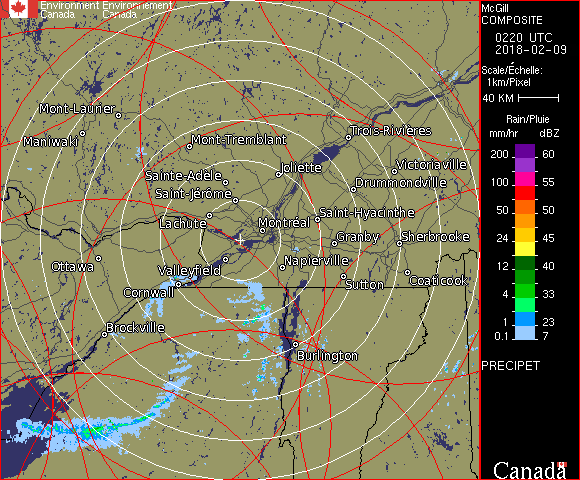 Environment Environnement
Canada Canada
McGill
COMPOSITE
0220 UTC
2018-02-09
Scale/Échelle:
1km/Pixel
40 KM
Rain/Pluie
mm/hr dBZ
200 60
160 57
100 55
50 50
24 45
12 40
4 33
1 23
0.1 7
PRECIPET
Canada
Mont-Laurier
Maniwaki
Mont-Tremblant
Trois-Rivières
Joliette
Victoriaville
Sainte-Adèle
Drummondville
Saint-Jérôme
Lachute
Montréal
Saint-Hyacinthe
Granby
Sherbrooke
Ottawa
Valleyfield
Napierville
Cornwall
Sutton
Coaticook
Brockville
Burlington